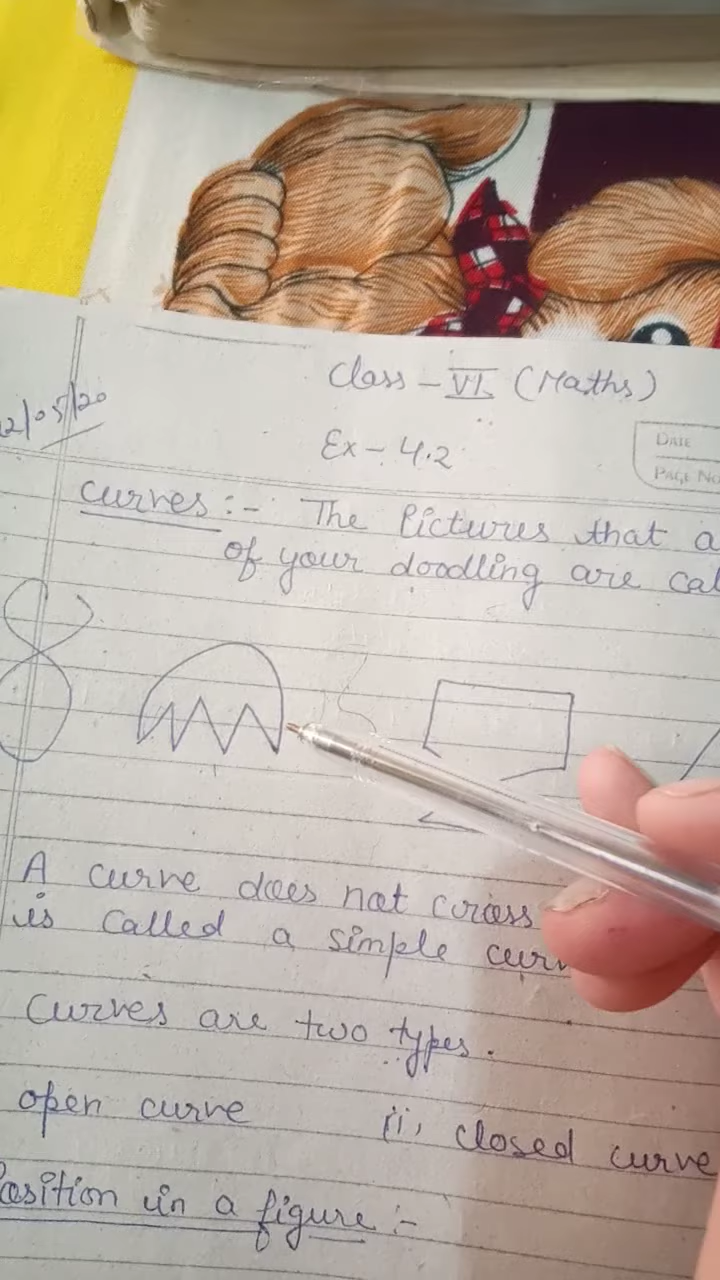 Class - VI (Maths)
2/05/20
Ex - 4.2
DATE
PAGE NO
Curves :- The Pictures that a
of your doodling are cal
A curve does not cross
is called a simple curv
Curves are two types.
open curve (ii) closed curve
Position in a figure :-